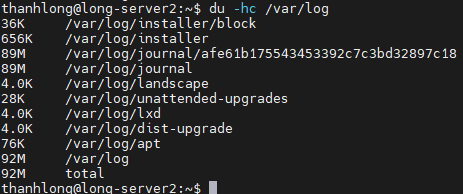 thanhlong@long-server2:~$ du -hc /var/log
36K /var/log/installer/block
656K /var/log/installer
89M /var/log/journal/afe61b175543453392c7c3bd32897c18
89M /var/log/journal
4.0K /var/log/landscape
28K /var/log/unattended-upgrades
4.0K /var/log/lxd
4.0K /var/log/dist-upgrade
76K /var/log/apt
92M /var/log
92M total
thanhlong@long-server2:~$